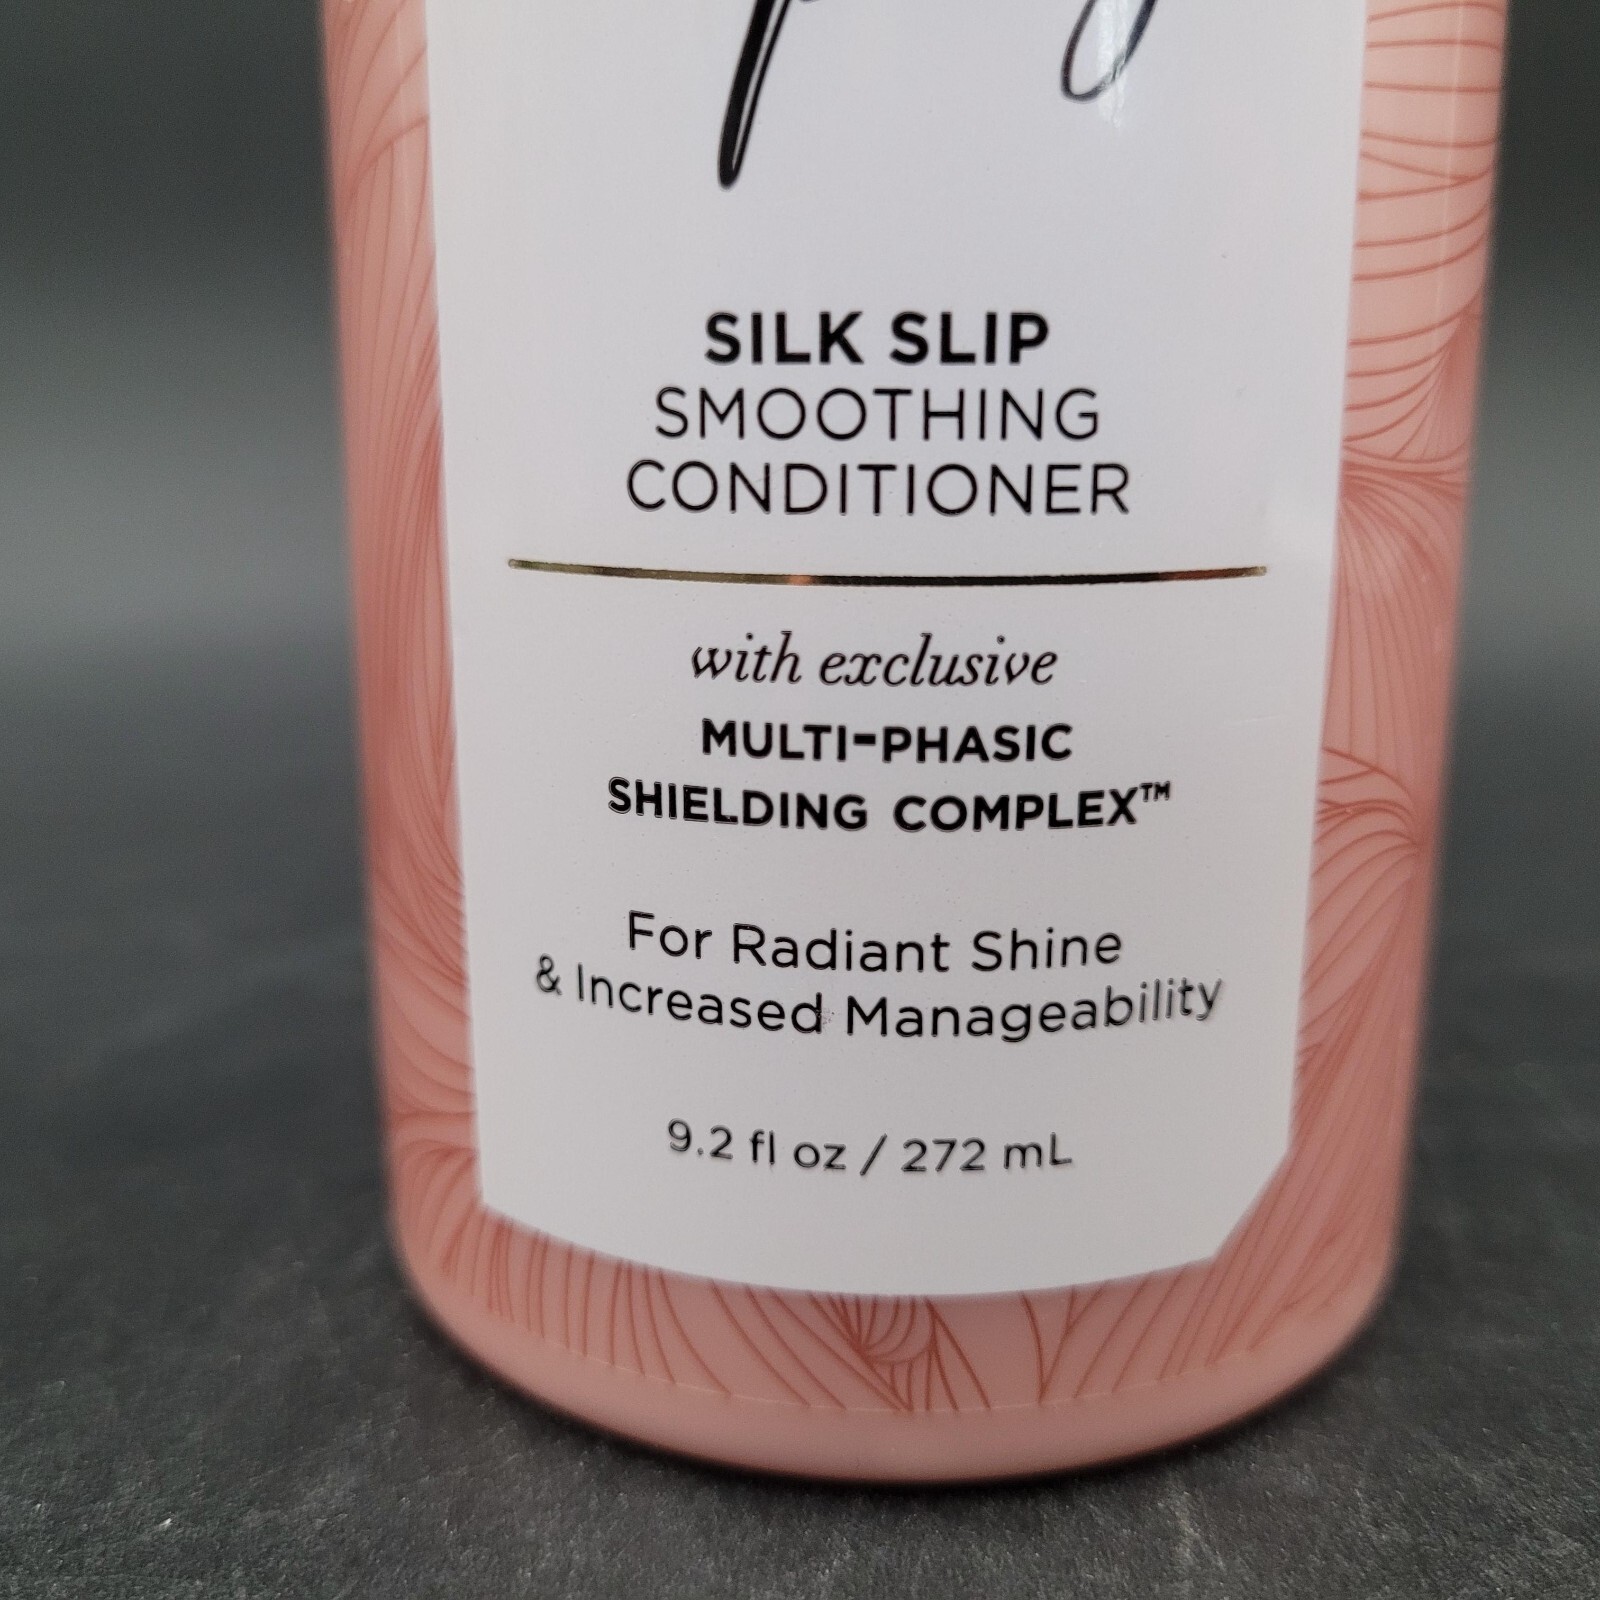 SILK SLIP
SMOOTHING
CONDITIONER
with exclusive
MULTI-PHASIC
SHIELDING COMPLEX™
For Radiant Shine
& Increased Manageability
9.2 fl oz / 272 mL